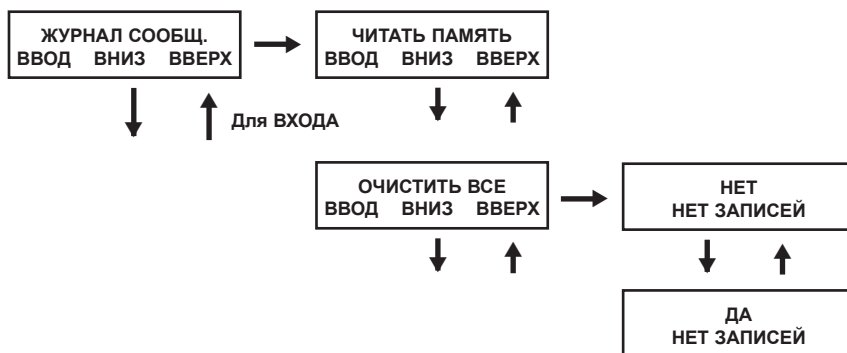 ЖУРНАЛ СООБЩ.
ВВОД ВНИЗ ВВЕРХ
ЧИТАТЬ ПАМЯТЬ
ВВОД ВНИЗ ВВЕРХ
Для ВХОДА
ОЧИСТИТЬ ВСЕ
ВВОД ВНИЗ ВВЕРХ
НЕТ
НЕТ ЗАПИСЕЙ
ДА
НЕТ ЗАПИСЕЙ